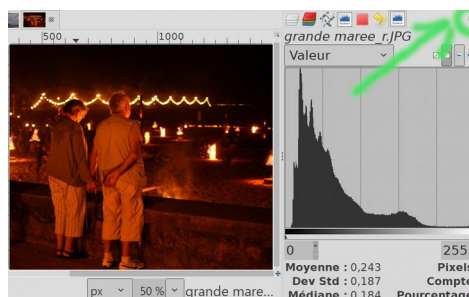 500
1000
grande maree_r.JPG
Valeur
0
255
Moyenne : 0,243
Pixels
Dev Std : 0,187
Compte
Médiane : 0,184
Pourcentage
px
50 %
grande mare...